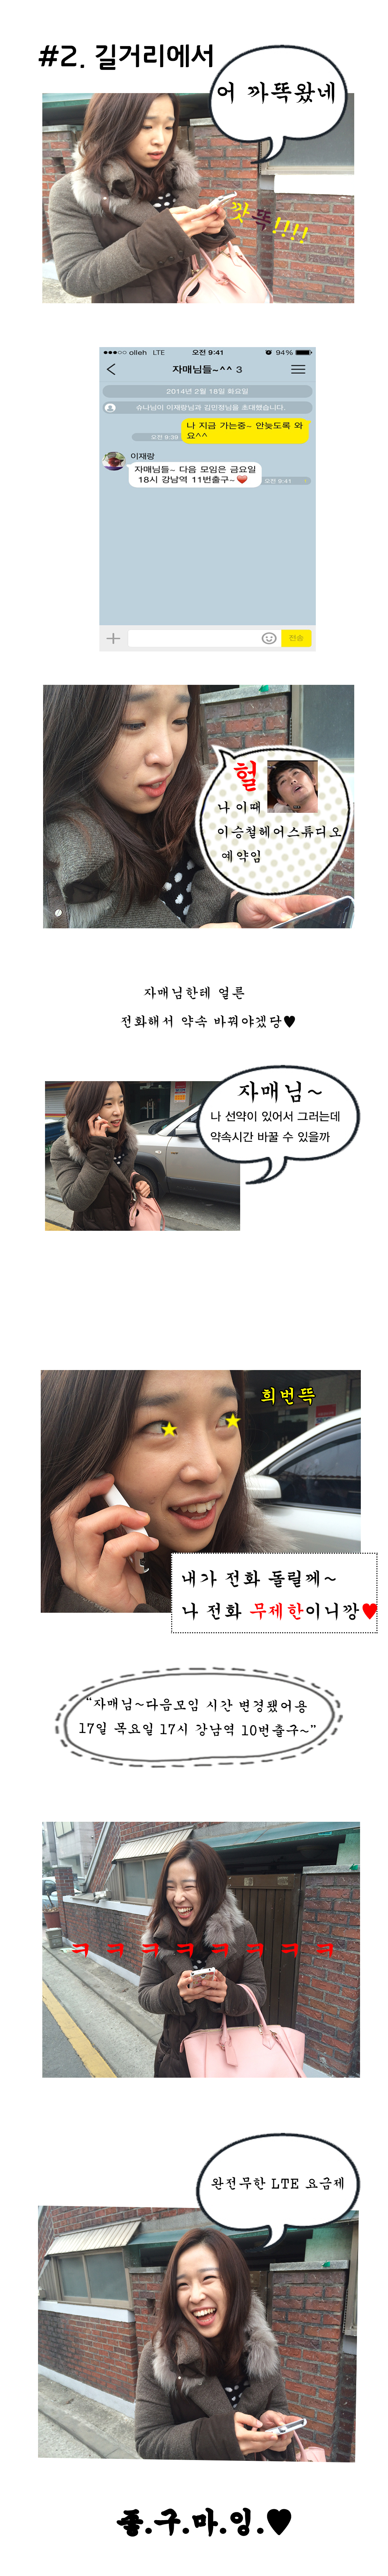 #2. 길거리에서
어 까똑왔네
깟똑!!!!
olleh LTE 오전 9:41 94%
자매님들~^^ 3
2014년 2월 18일 화요일
슈나님이 이재랑님과 김민정님을 초대했습니다.
나 지금 가는중~ 안늦도록 와
요^^
오전 9:39
이재랑
자매님들~ 다음 모임은 금요일
18시 강남역 11번출구~❤
오전 9:41
전송
헐
나 이때
이승철헤어스튜디오
예약임
자매님한테 얼른
전화해서 약속 바꿔야겠당♥
자매님~
나 선약이 있어서 그러는데
약속시간 바꿀 수 있을까
희번뜩
내가 전화 돌릴께~
나 전화 무제한이니깡♥
“자매님~다음모임 시간 변경됐어용
17일 목요일 17시 강남역 10번출구~”
ㅋㅋㅋㅋㅋㅋㅋㅋ
완전무한 LTE 요금제
좋.구.마.잉.♥